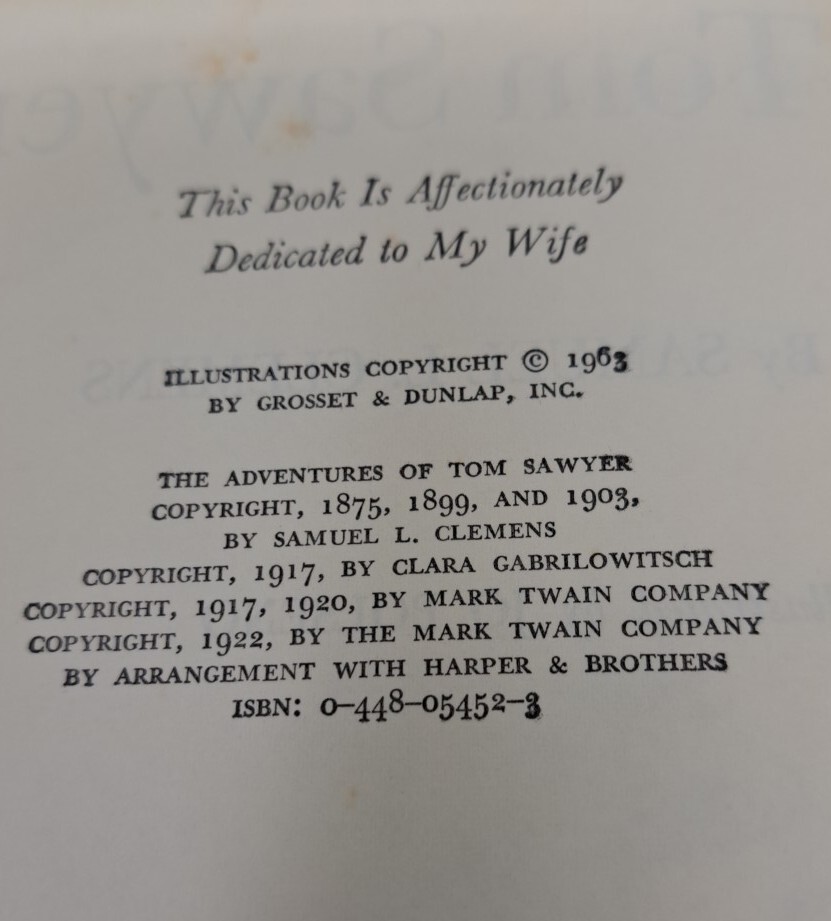 This Book Is Affectionately
Dedicated to My Wife
ILLUSTRATIONS COPYRIGHT © 1963
BY GROSSET & DUNLAP, INC.
THE ADVENTURES OF TOM SAWYER
COPYRIGHT, 1875, 1899, AND 1903,
BY SAMUEL L. CLEMENS
COPYRIGHT, 1917, BY CLARA GABRILOWITSCH
COPYRIGHT, 1917, 1920, BY MARK TWAIN COMPANY
COPYRIGHT, 1922, BY THE MARK TWAIN COMPANY
BY ARRANGEMENT WITH HARPER & BROTHERS
ISBN: 0-448-05452-3